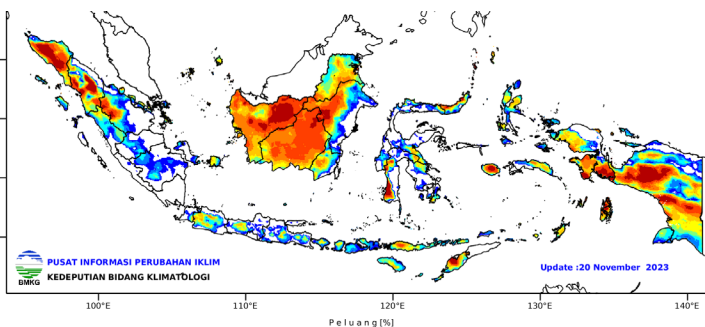 PUSAT INFORMASI PERUBAHAN IKLIM
KEDEPUTIAN BIDANG KLIMATOLOGI
BMKG
Update :20 November 2023
100°E 110°E 120°E 130°E 140°E
Peluang[%]